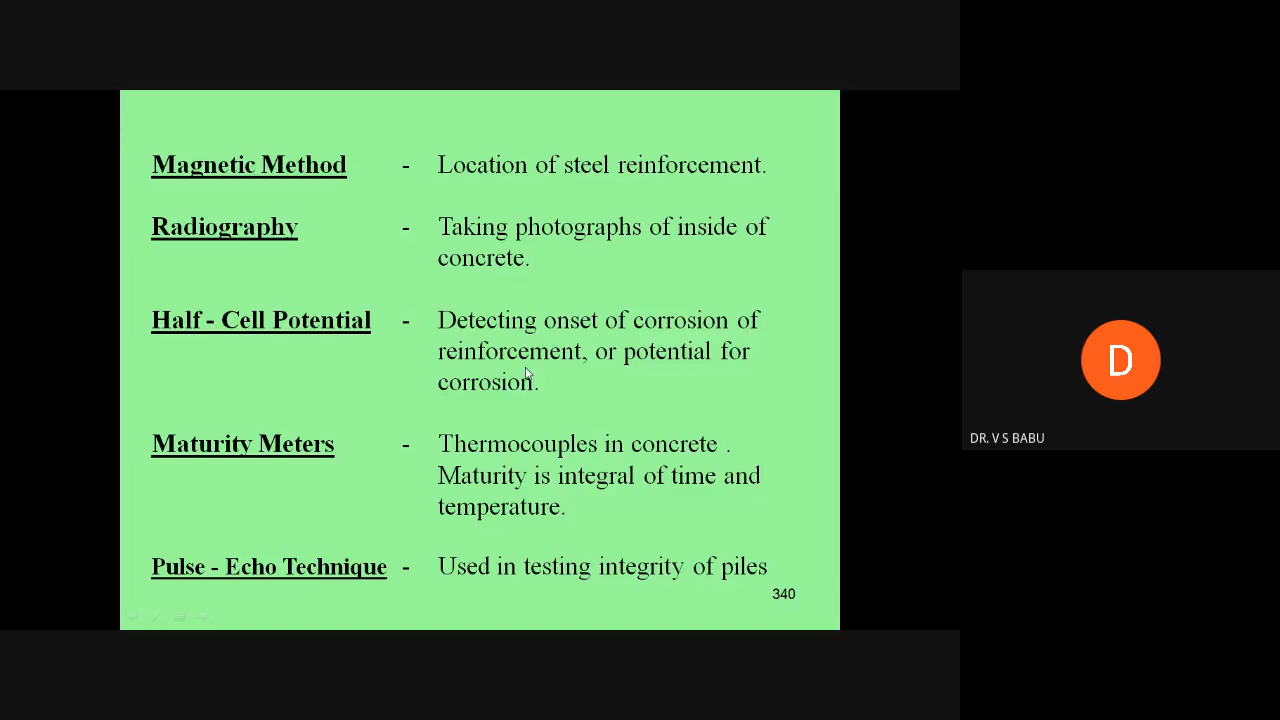 Magnetic Method - Location of steel reinforcement.
Radiography - Taking photographs of inside of
concrete.
Half - Cell Potential - Detecting onset of corrosion of
reinforcement, or potential for
corrosion.
Maturity Meters - Thermocouples in concrete .
Maturity is integral of time and
temperature.
Pulse - Echo Technique - Used in testing integrity of piles
340
D
DR. V S BABU